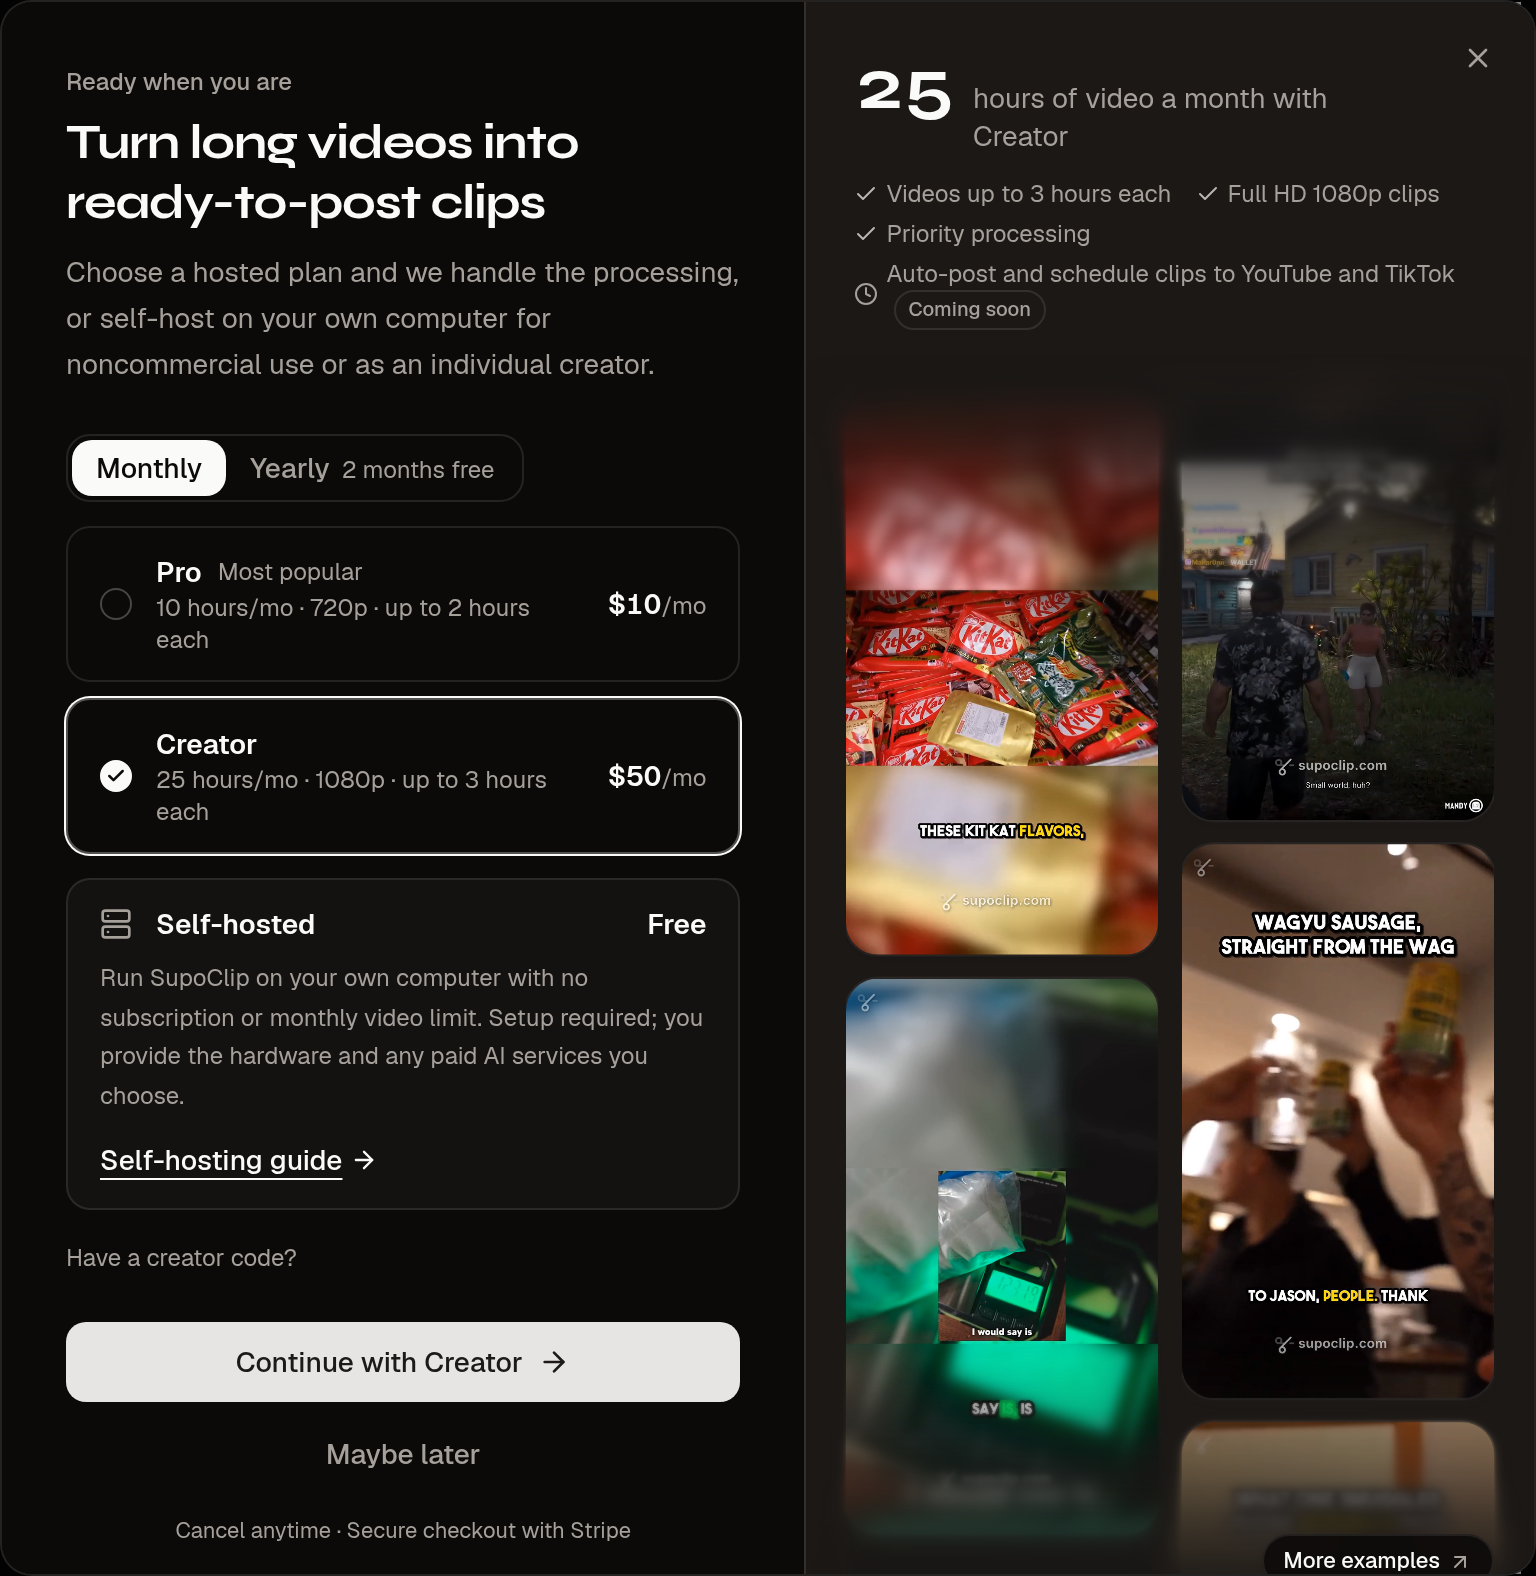 Ready when you are
Turn long videos into
ready-to-post clips
Choose a hosted plan and we handle the processing,
or self-host on your own computer for
noncommercial use or as an individual creator.
Monthly
Yearly 2 months free
Pro Most popular
10 hours/mo · 720p · up to 2 hours
each
$10/mo
Creator
25 hours/mo · 1080p · up to 3 hours
each
$50/mo
Self-hosted
Free
Run SupoClip on your own computer with no
subscription or monthly video limit. Setup required; you
provide the hardware and any paid AI services you
choose.
Self-hosting guide →
Have a creator code?
Continue with Creator →
Maybe later
Cancel anytime · Secure checkout with Stripe
25 hours of video a month with
Creator
Videos up to 3 hours each
Full HD 1080p clips
Priority processing
Auto-post and schedule clips to YouTube and TikTok
Coming soon
KitKat
KitKat
KitKat
KitKat
KitKat
THESE KIT KAT FLAVORS,
supoclip.com
WALLET
supoclip.com
Small world, huh?
MANDY
I would say is
SAY IS, IS
WAGYU SAUSAGE,
STRAIGHT FROM THE WAG
TO JASON, PEOPLE. THANK
supoclip.com
More examples ↗